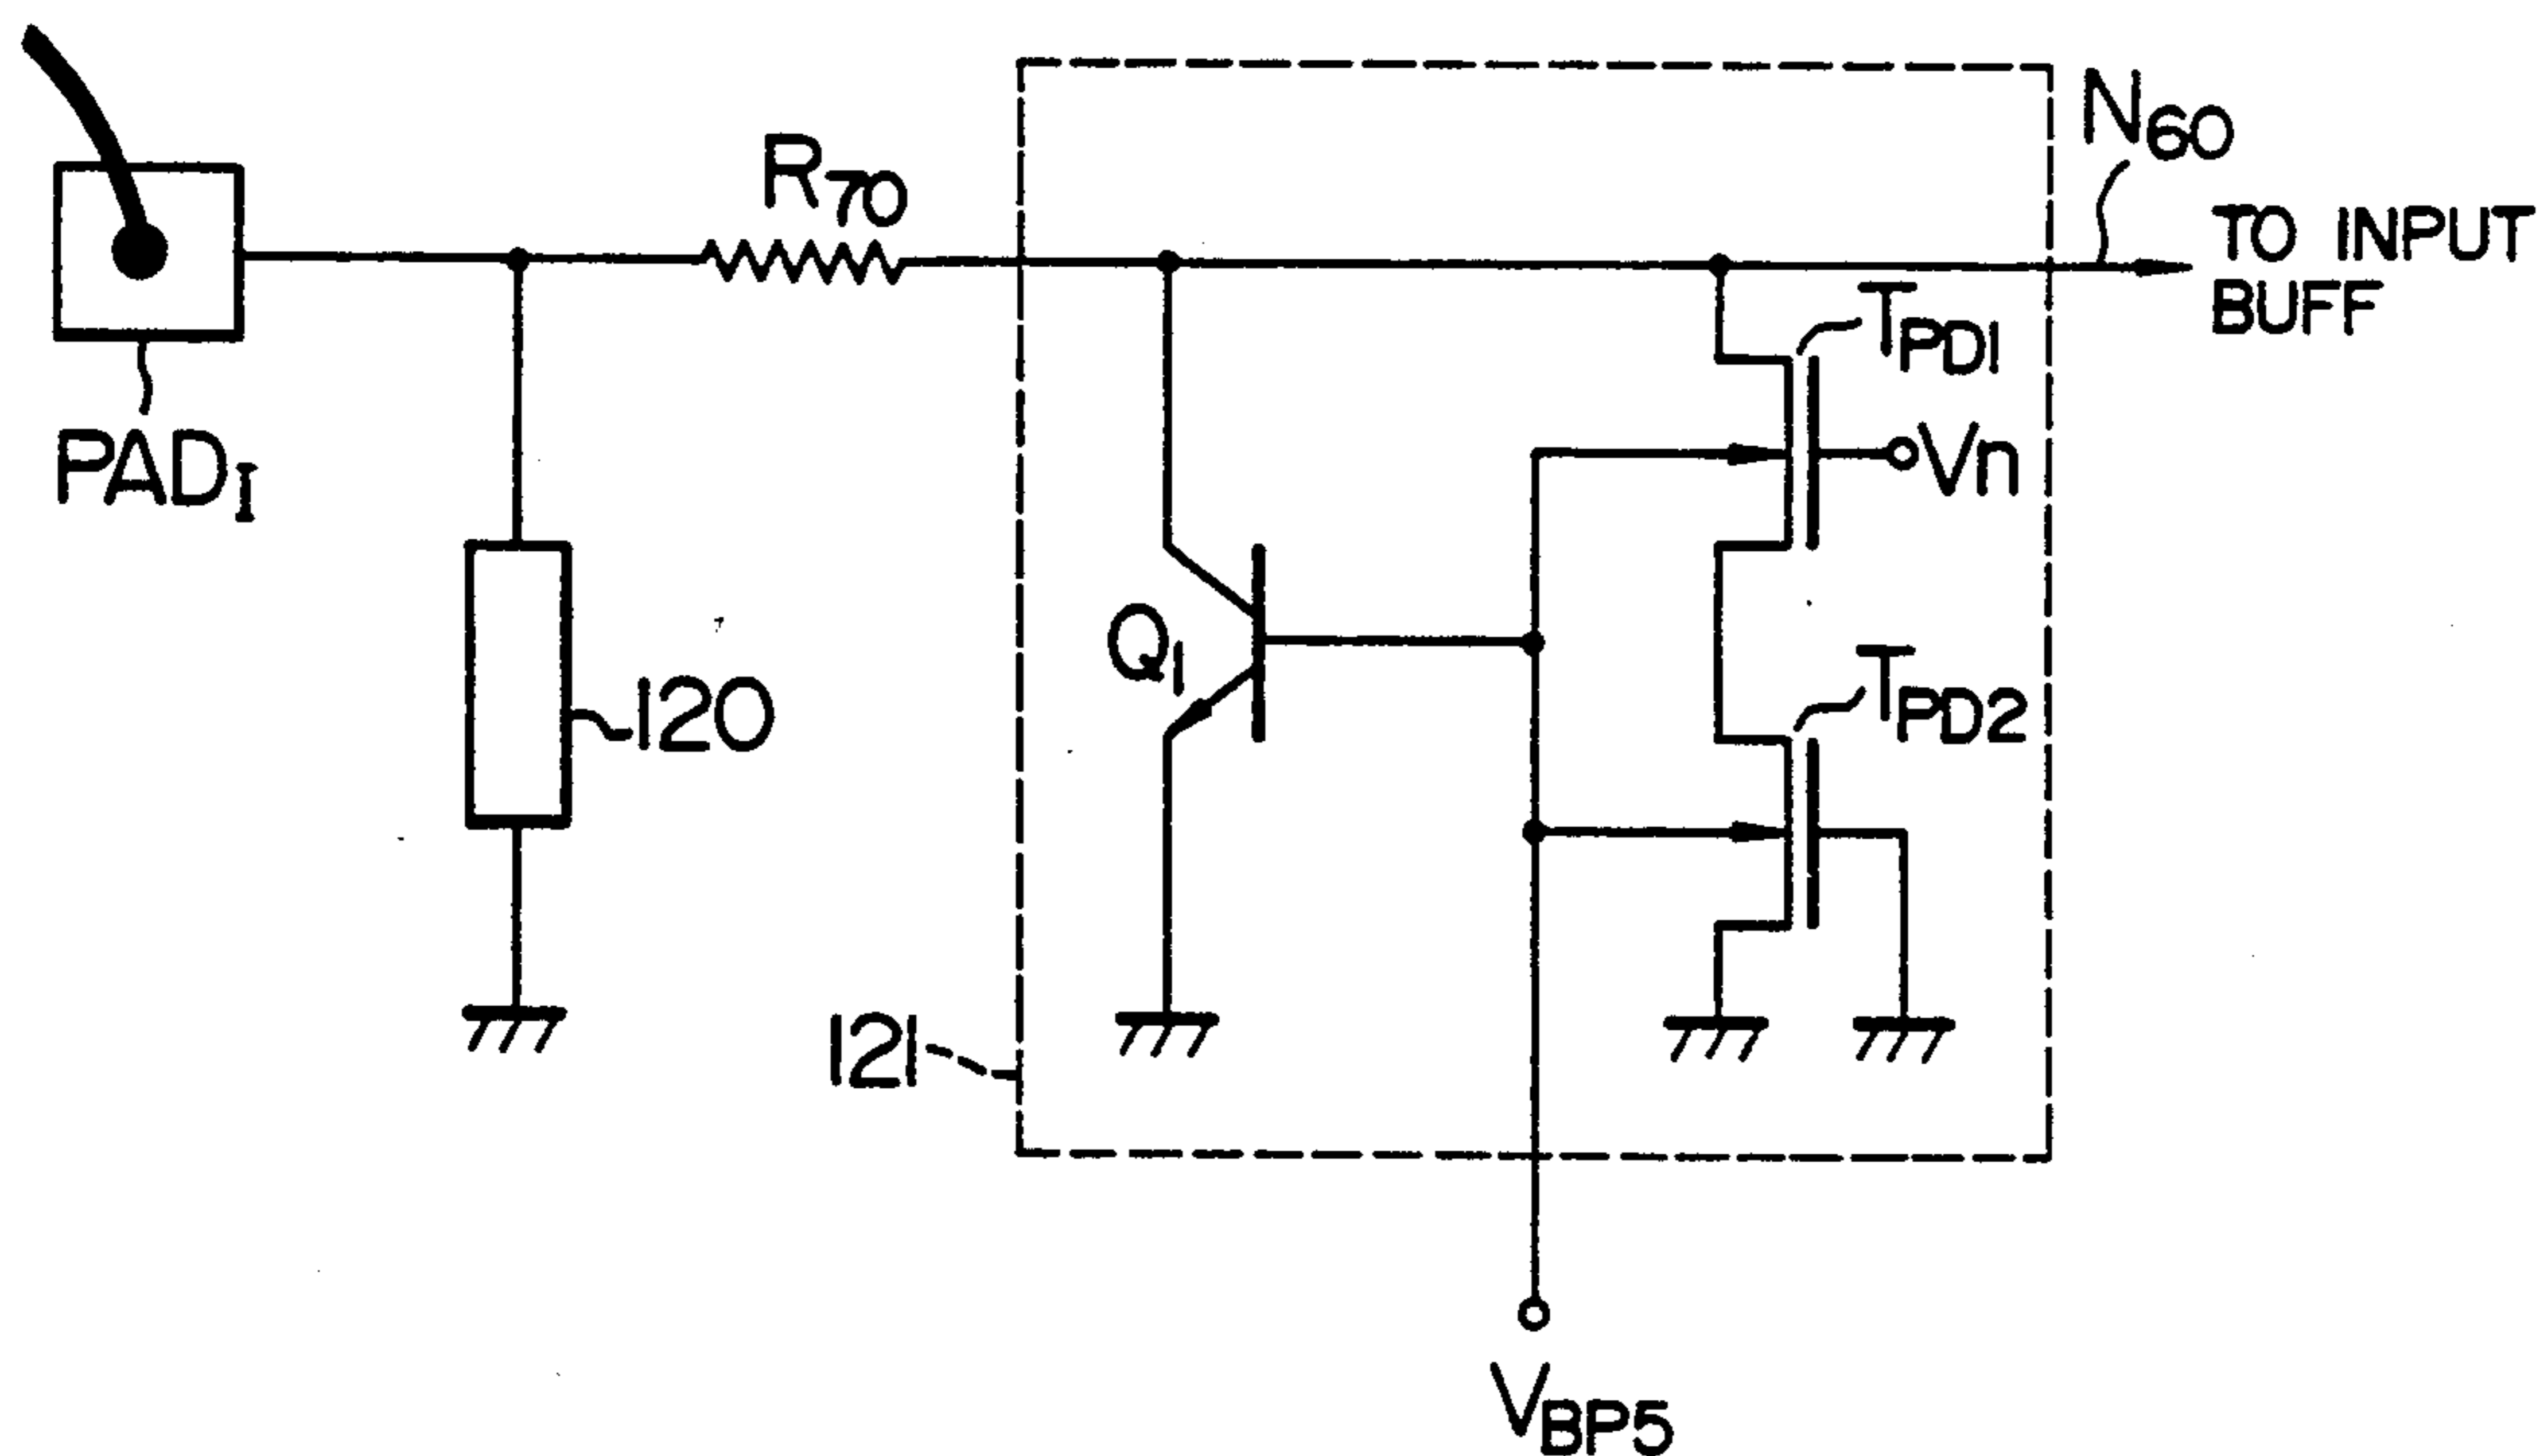 N60
R70
TO INPUT
BUFF
TPD1
PADI
Vn
Q1
TPD2
120
121
VBP5